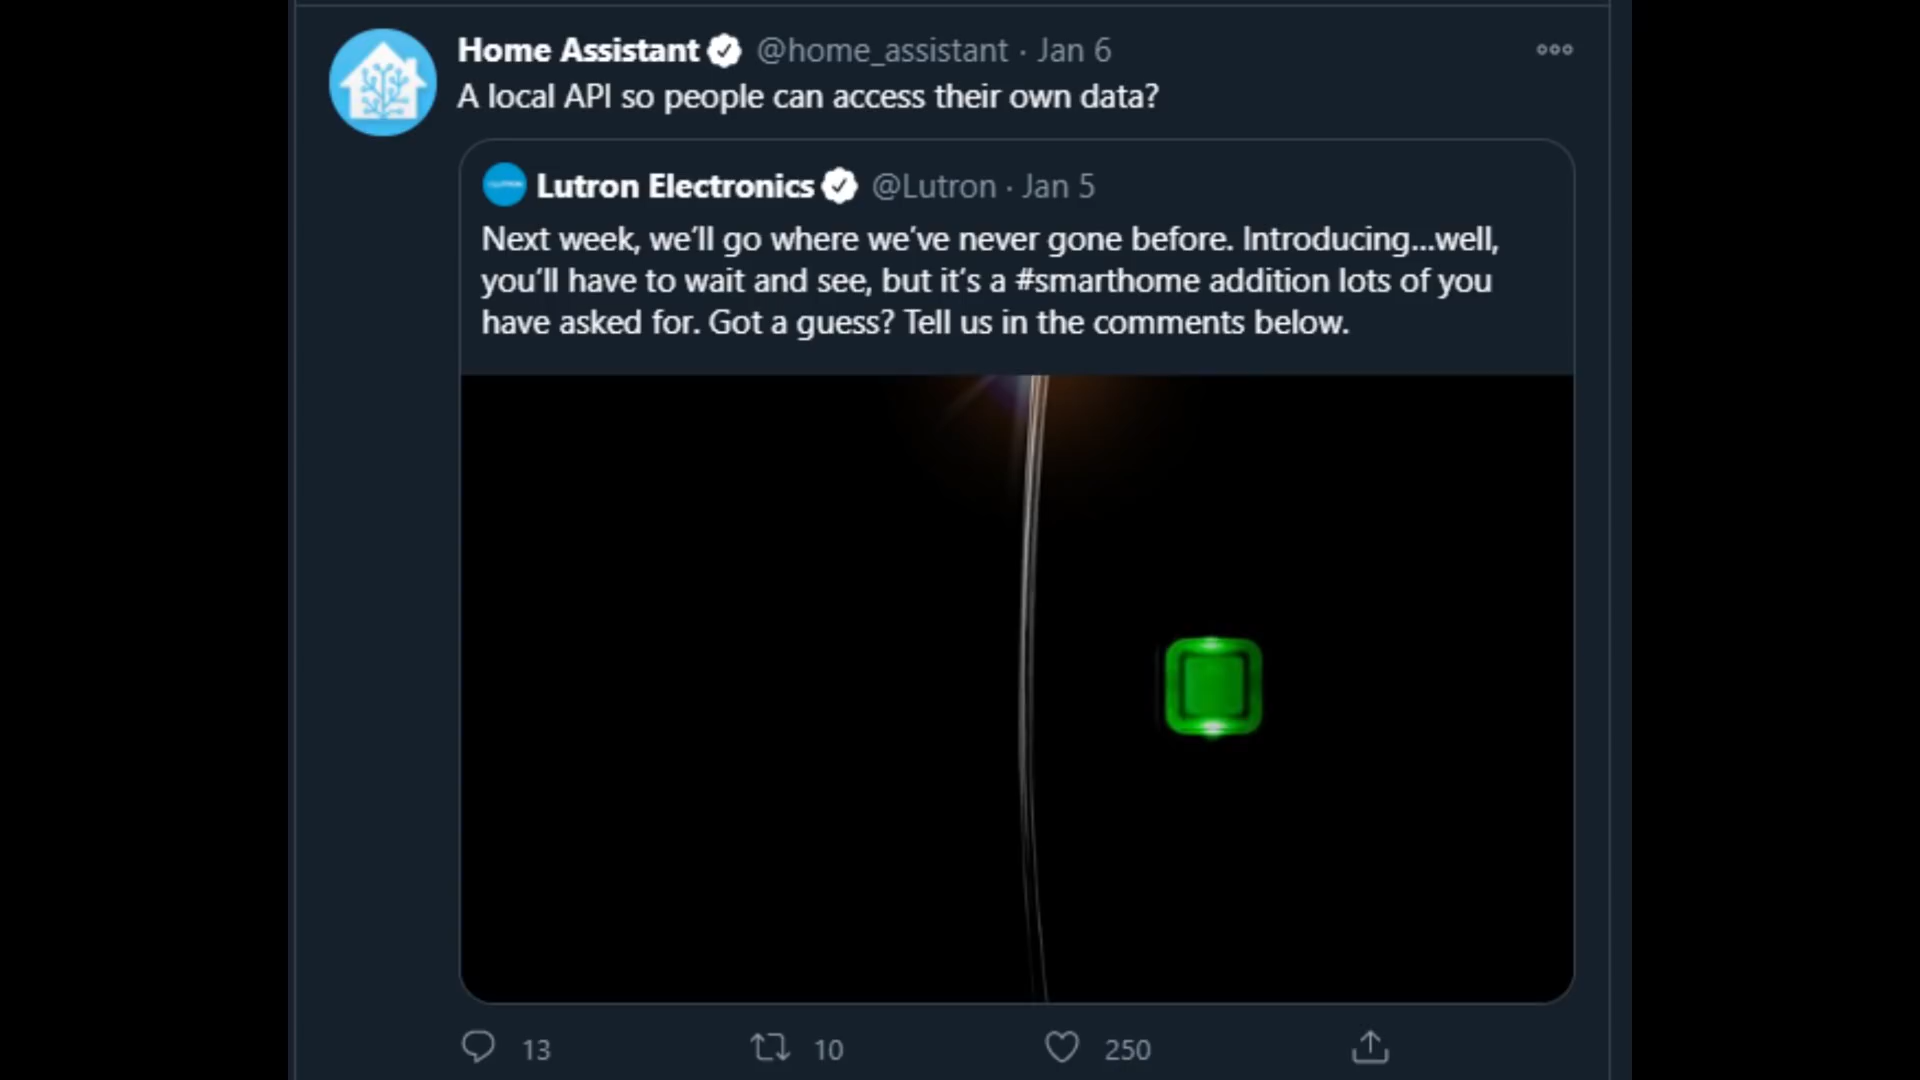 Home Assistant @home_assistant · Jan 6
A local API so people can access their own data?
Lutron Electronics @Lutron · Jan 5
Next week, we’ll go where we’ve never gone before. Introducing...well,
you’ll have to wait and see, but it’s a #smarthome addition lots of you
have asked for. Got a guess? Tell us in the comments below.
13 10 250